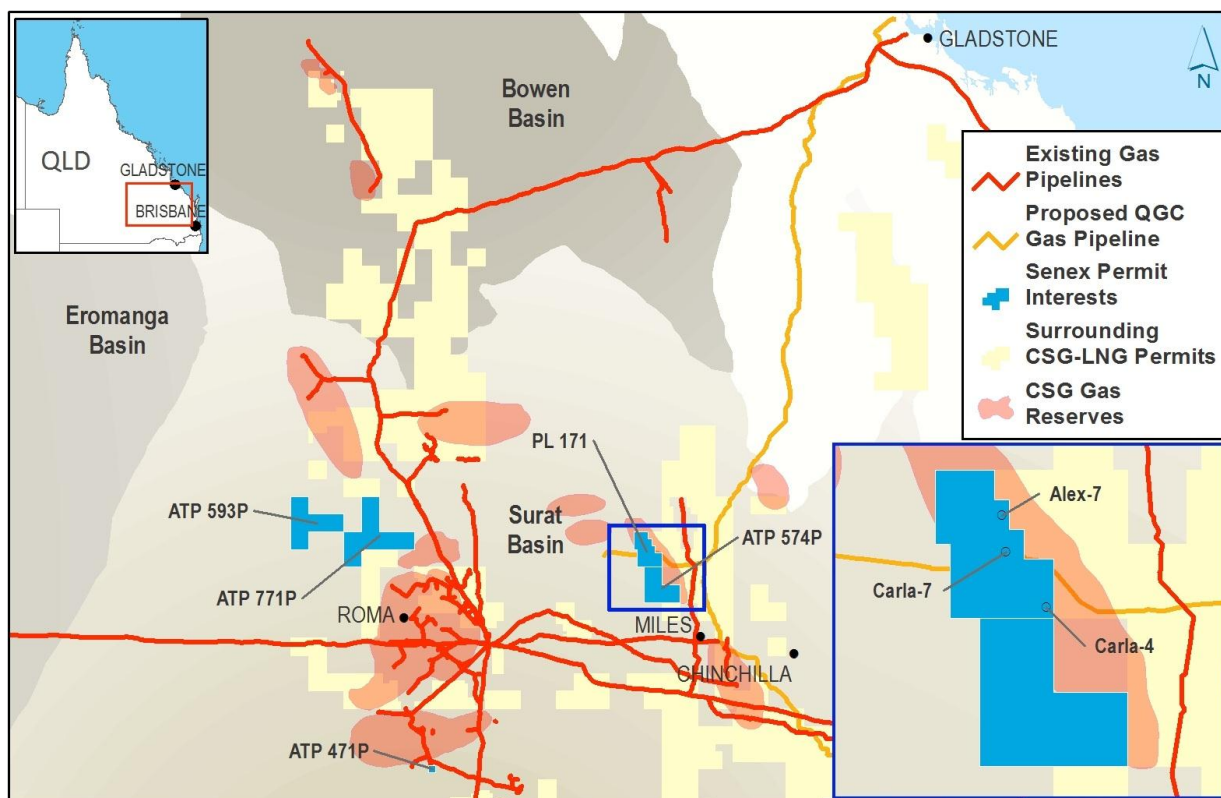 QLD
GLADSTONE
BRISBANE
Bowen
Basin
GLADSTONE
N
Existing Gas
Pipelines
Proposed QGC
Gas Pipeline
Senex Permit
Interests
Surrounding
CSG-LNG Permits
CSG Gas
Reserves
Eromanga
Basin
PL 171
ATP 593P
Surat
Basin
ATP 574P
ATP 771P
ROMA
MILES
CHINCHILLA
ATP 471P
Alex-7
Carla-7
Carla-4